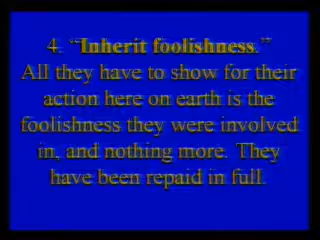 4. “Inherit foolishness.”
All they have to show for their
action here on earth is the
foolishness they were involved
in, and nothing more. They
have been repaid in full.